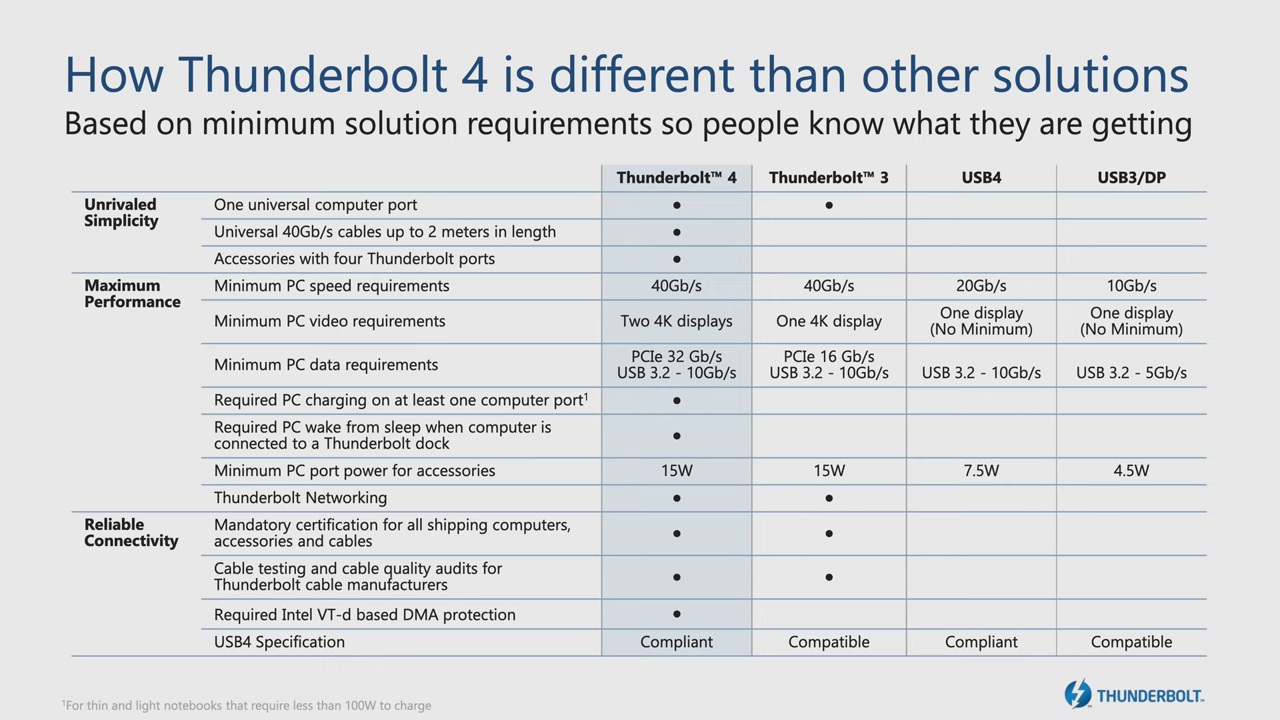 How Thunderbolt 4 is different than other solutions
Based on minimum solution requirements so people know what they are getting
Thunderbolt™ 4 Thunderbolt™ 3 USB4 USB3/DP
Unrivaled
Simplicity
One universal computer port ● ●
Universal 40Gb/s cables up to 2 meters in length ●
Accessories with four Thunderbolt ports ●
Maximum
Performance
Minimum PC speed requirements 40Gb/s 40Gb/s 20Gb/s 10Gb/s
Minimum PC video requirements Two 4K displays One 4K display One display
(No Minimum) One display
(No Minimum)
Minimum PC data requirements PCIe 32 Gb/s
USB 3.2 - 10Gb/s PCIe 16 Gb/s
USB 3.2 - 10Gb/s USB 3.2 - 10Gb/s USB 3.2 - 5Gb/s
Required PC charging on at least one computer port¹ ●
Required PC wake from sleep when computer is
connected to a Thunderbolt dock ●
Minimum PC port power for accessories 15W 15W 7.5W 4.5W
Thunderbolt Networking ● ●
Reliable
Connectivity
Mandatory certification for all shipping computers,
accessories and cables ● ●
Cable testing and cable quality audits for
Thunderbolt cable manufacturers ● ●
Required Intel VT-d based DMA protection ●
USB4 Specification Compliant Compatible Compliant Compatible
¹For thin and light notebooks that require less than 100W to charge
THUNDERBOLT™